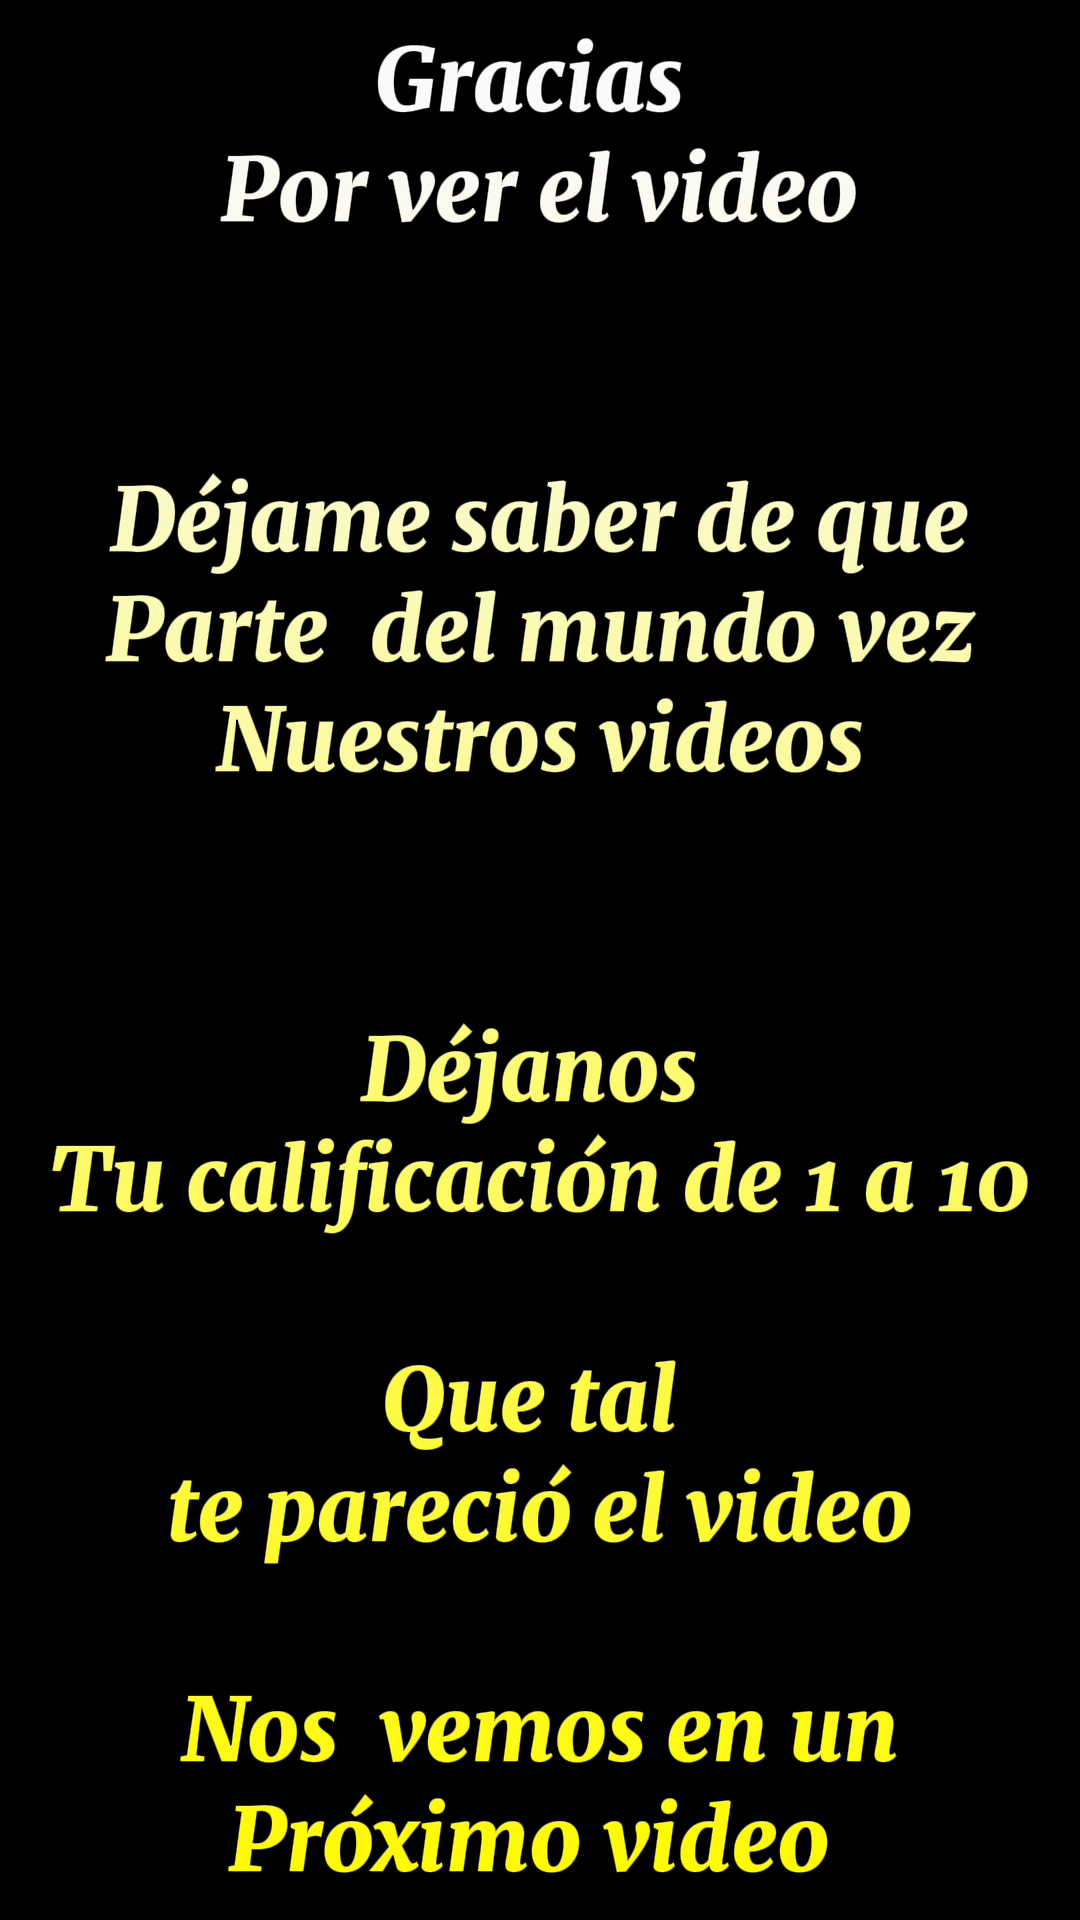 Gracias
Por ver el video
Déjame saber de que
Parte  del mundo vez
Nuestros videos
Déjanos
Tu calificación de 1 a 10
Que tal
te pareció el video
Nos  vemos en un
Próximo video